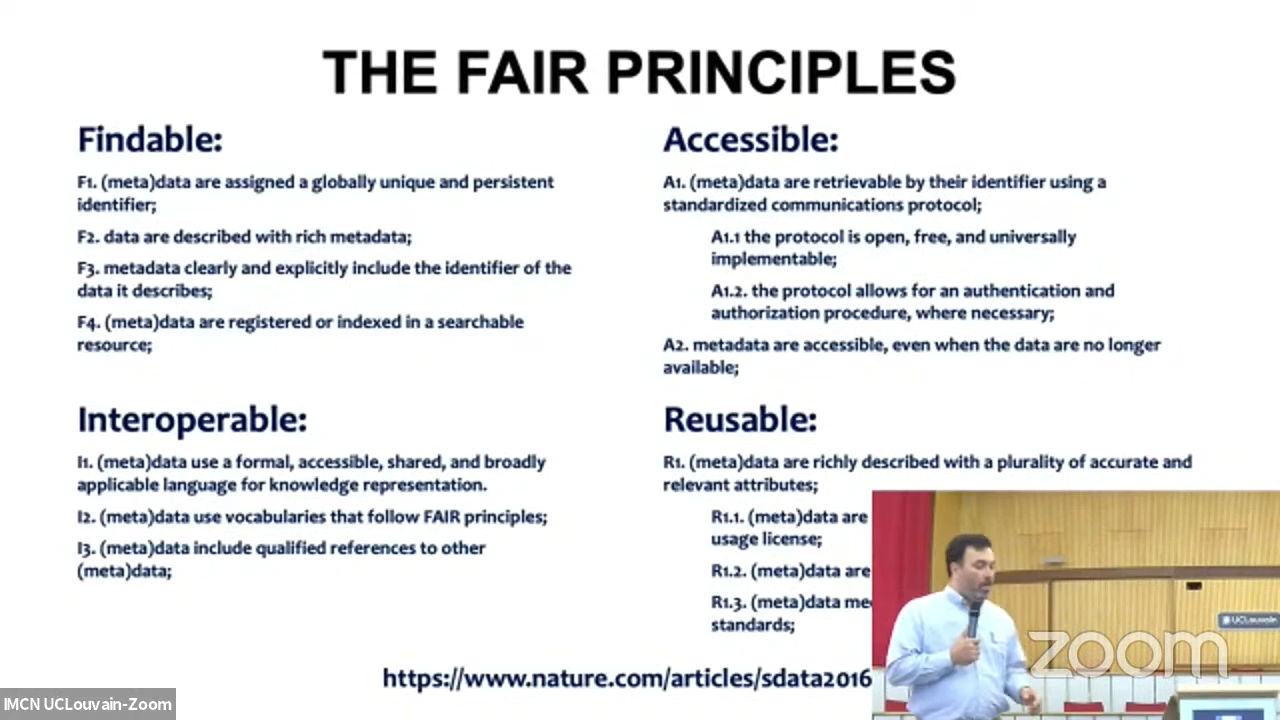 THE FAIR PRINCIPLES
Findable:
F1. (meta)data are assigned a globally unique and persistent
identifier;
F2. data are described with rich metadata;
F3. metadata clearly and explicitly include the identifier of the
data it describes;
F4. (meta)data are registered or indexed in a searchable
resource;
Accessible:
A1. (meta)data are retrievable by their identifier using a
standardized communications protocol;
A1.1 the protocol is open, free, and universally
implementable;
A1.2. the protocol allows for an authentication and
authorization procedure, where necessary;
A2. metadata are accessible, even when the data are no longer
available;
Interoperable:
I1. (meta)data use a formal, accessible, shared, and broadly
applicable language for knowledge representation.
I2. (meta)data use vocabularies that follow FAIR principles;
I3. (meta)data include qualified references to other
(meta)data;
Reusable:
R1. (meta)data are richly described with a plurality of accurate and
relevant attributes;
R1.1. (meta)data are
usage license;
R1.2. (meta)data are
R1.3. (meta)data
standards;
https://www.nature.com/articles/sdata2016
UCLouvain
zoom
IMCN UCLouvain-Zoom